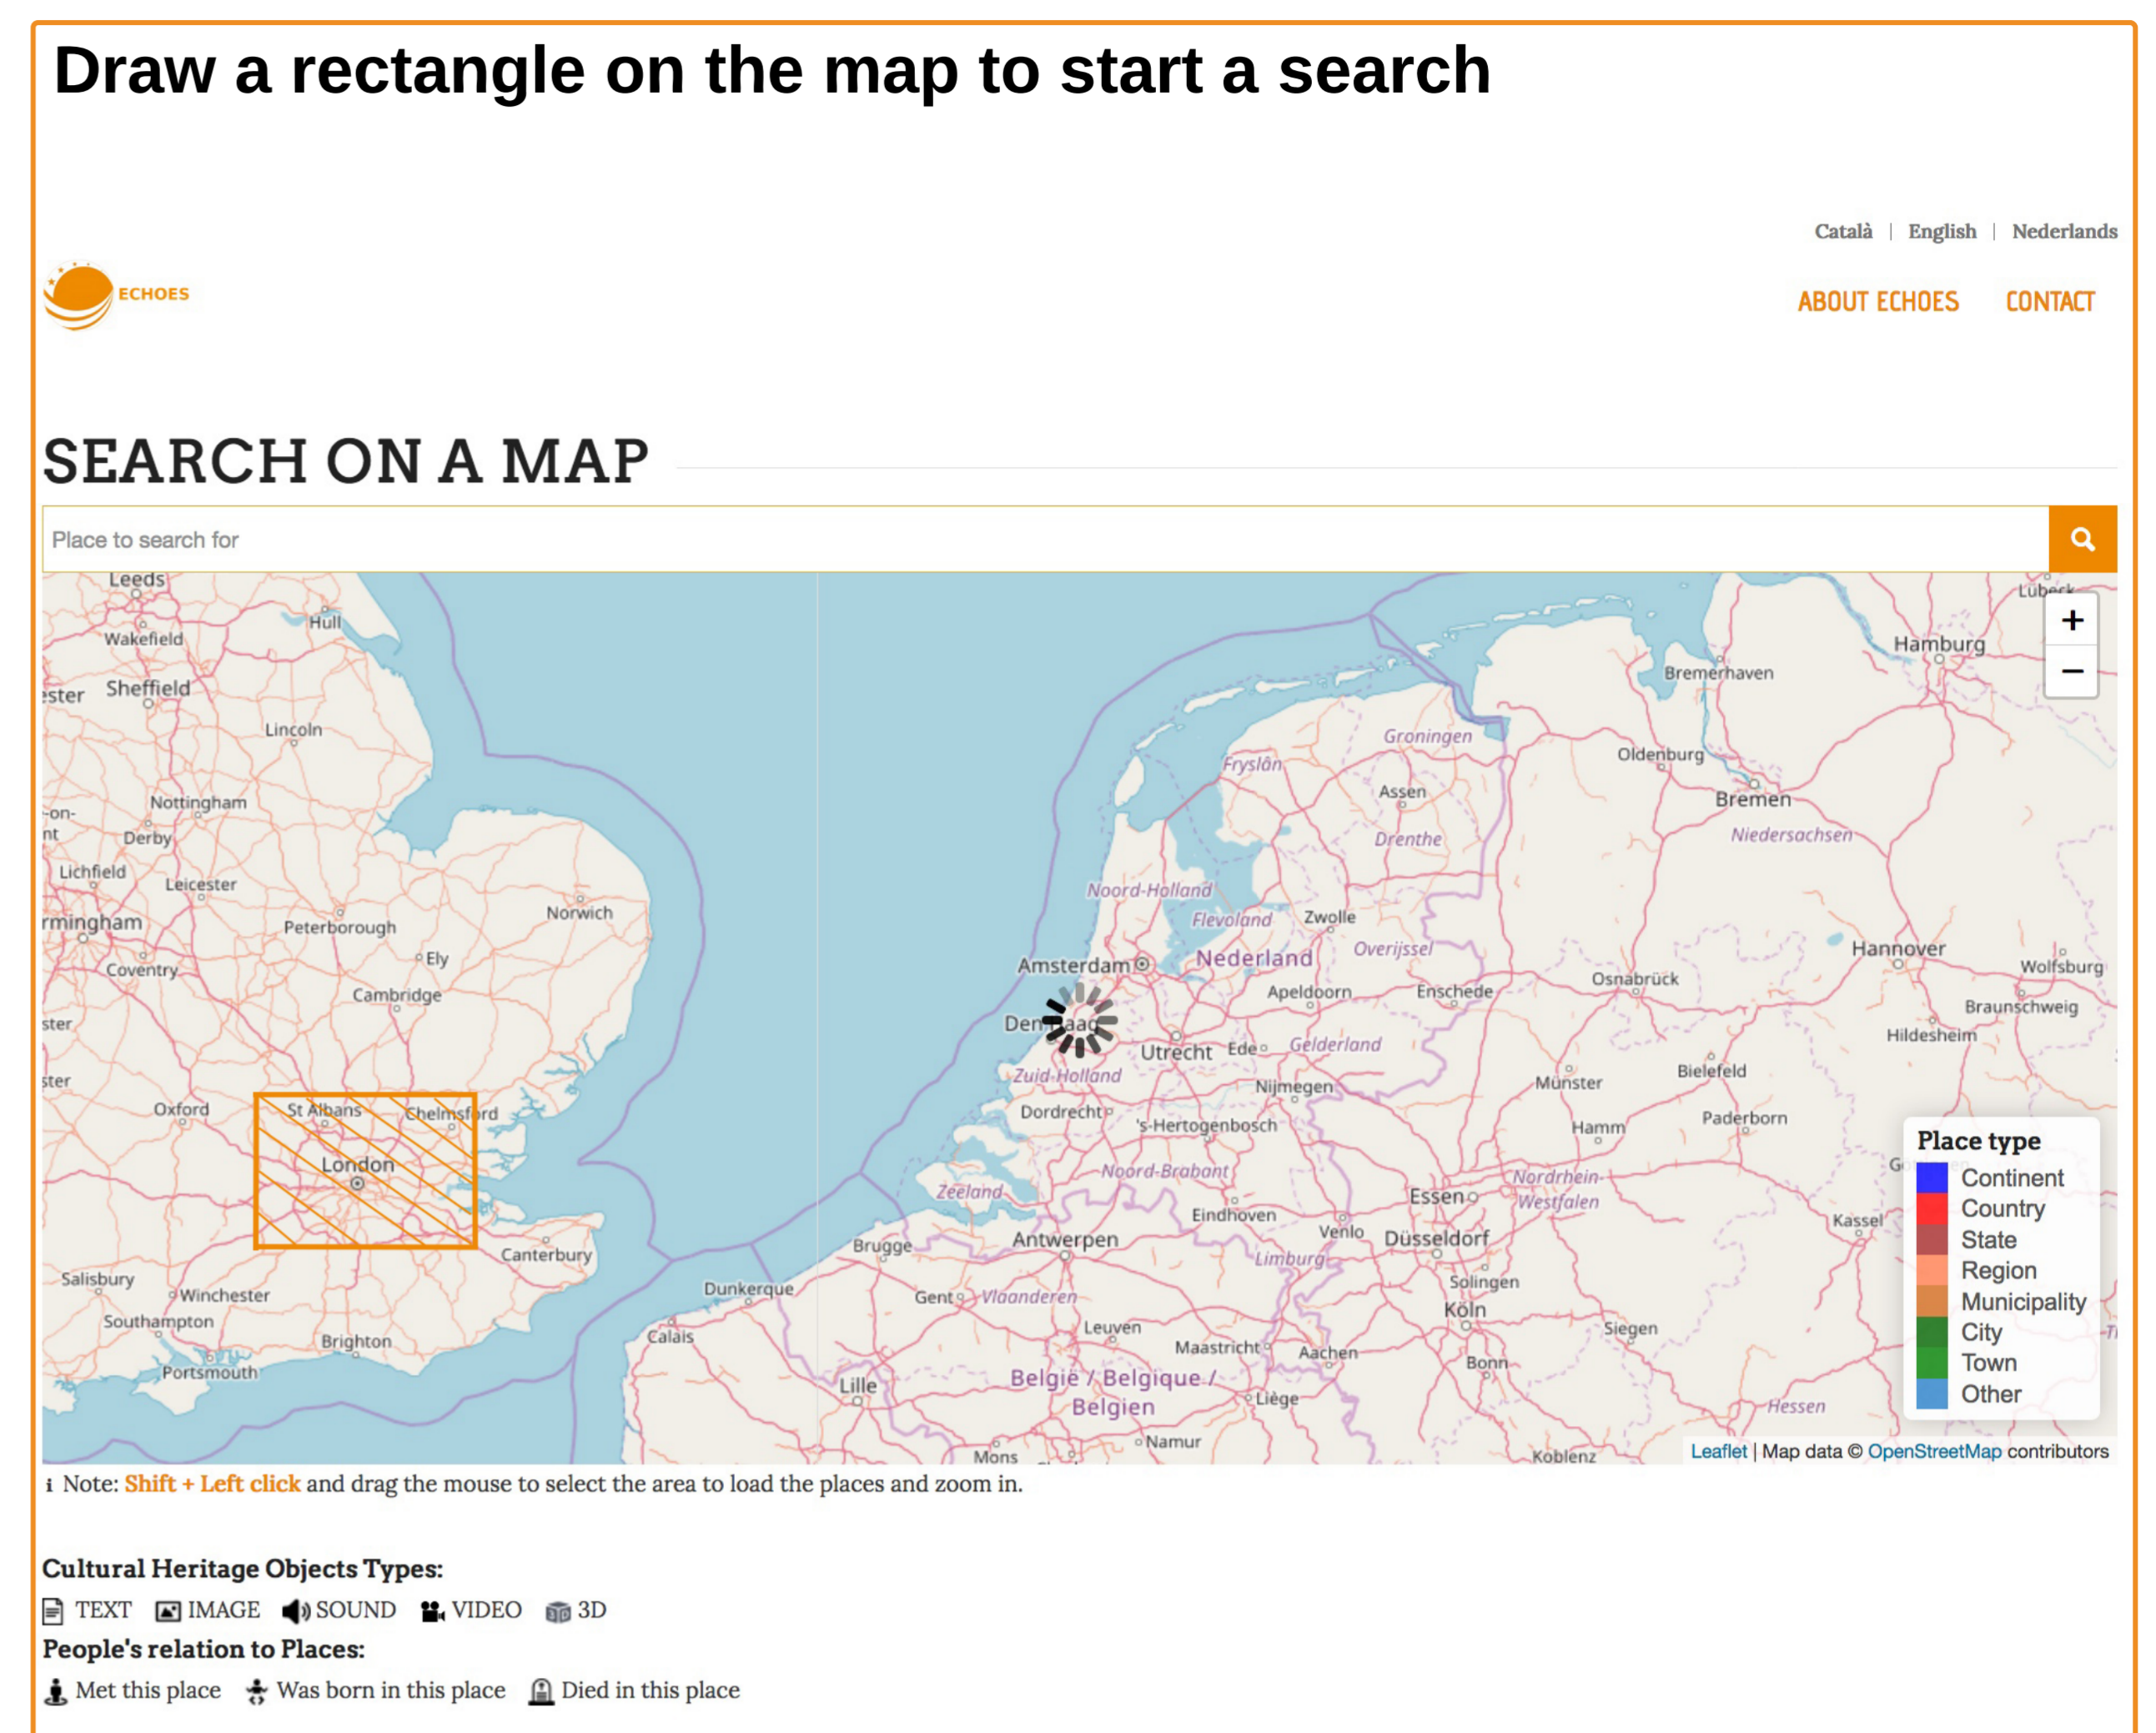 Draw a rectangle on the map to start a search
Català | English | Nederlands
ECHOES
ABOUT ECHOES CONTACT
SEARCH ON A MAP
Place to search for
Leeds
Hull
Wakefield
ester Sheffield
Lincoln
Nottingham
-on-
nt
Derby
Lichfield
Leicester
rmingham
Peterborough
Norwich
Coventry
Ely
Cambridge
ster
ster
Oxford
St Albans
Chelmsford
London
Canterbury
Salisbury
Winchester
Southampton
Brighton
Portsmouth
Lübeck
Hamburg
Bremerhaven
Groningen
Fryslân
Oldenburg
Assen
Bremen
Drenthe
Niedersachsen
Noord-Holland
Flevoland
Zwolle
Overijssel
Amsterdam
Nederland
Hannover
Wolfsburg
Osnabrück
Apeldoorn
Enschede
Braunschweig
Den Haag
Hildesheim
Utrecht
Ede
Gelderland
Zuid-Holland
Nijmegen
Münster
Bielefeld
Dordrecht
's-Hertogenbosch
Hamm
Paderborn
Noord-Brabant
Zeeland
Essen
Nordrhein-
Westfalen
Eindhoven
Venlo
Düsseldorf
Kassel
Brugge
Antwerpen
Limburg
Dunkerque
Gent
Vlaanderen
Solingen
Köln
Calais
Leuven
Maastricht
Aachen
Siegen
Bonn
Lille
België / Belgique /
Belgien
Liège
Hessen
Namur
Mons
Koblenz
+
−
Place type
Continent
Country
State
Region
Municipality
City
Town
Other
Leaflet | Map data © OpenStreetMap contributors
i Note: Shift + Left click and drag the mouse to select the area to load the places and zoom in.
Cultural Heritage Objects Types:
TEXT IMAGE SOUND VIDEO 3D
People's relation to Places:
Met this place Was born in this place Died in this place